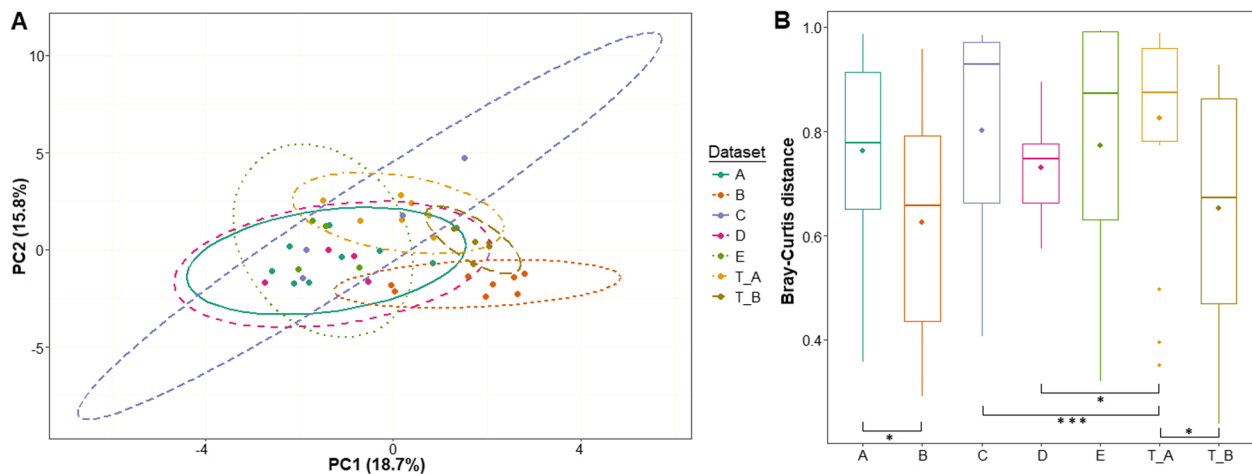 A
10
5
0
-5
PC2 (15.8%)
-4
0
4
PC1 (18.7%)
Dataset
A
B
C
D
E
T_A
T_B
B
1.0
0.8
0.6
0.4
Bray-Curtis distance
*
***
*
*
A B C D E T_A T_B